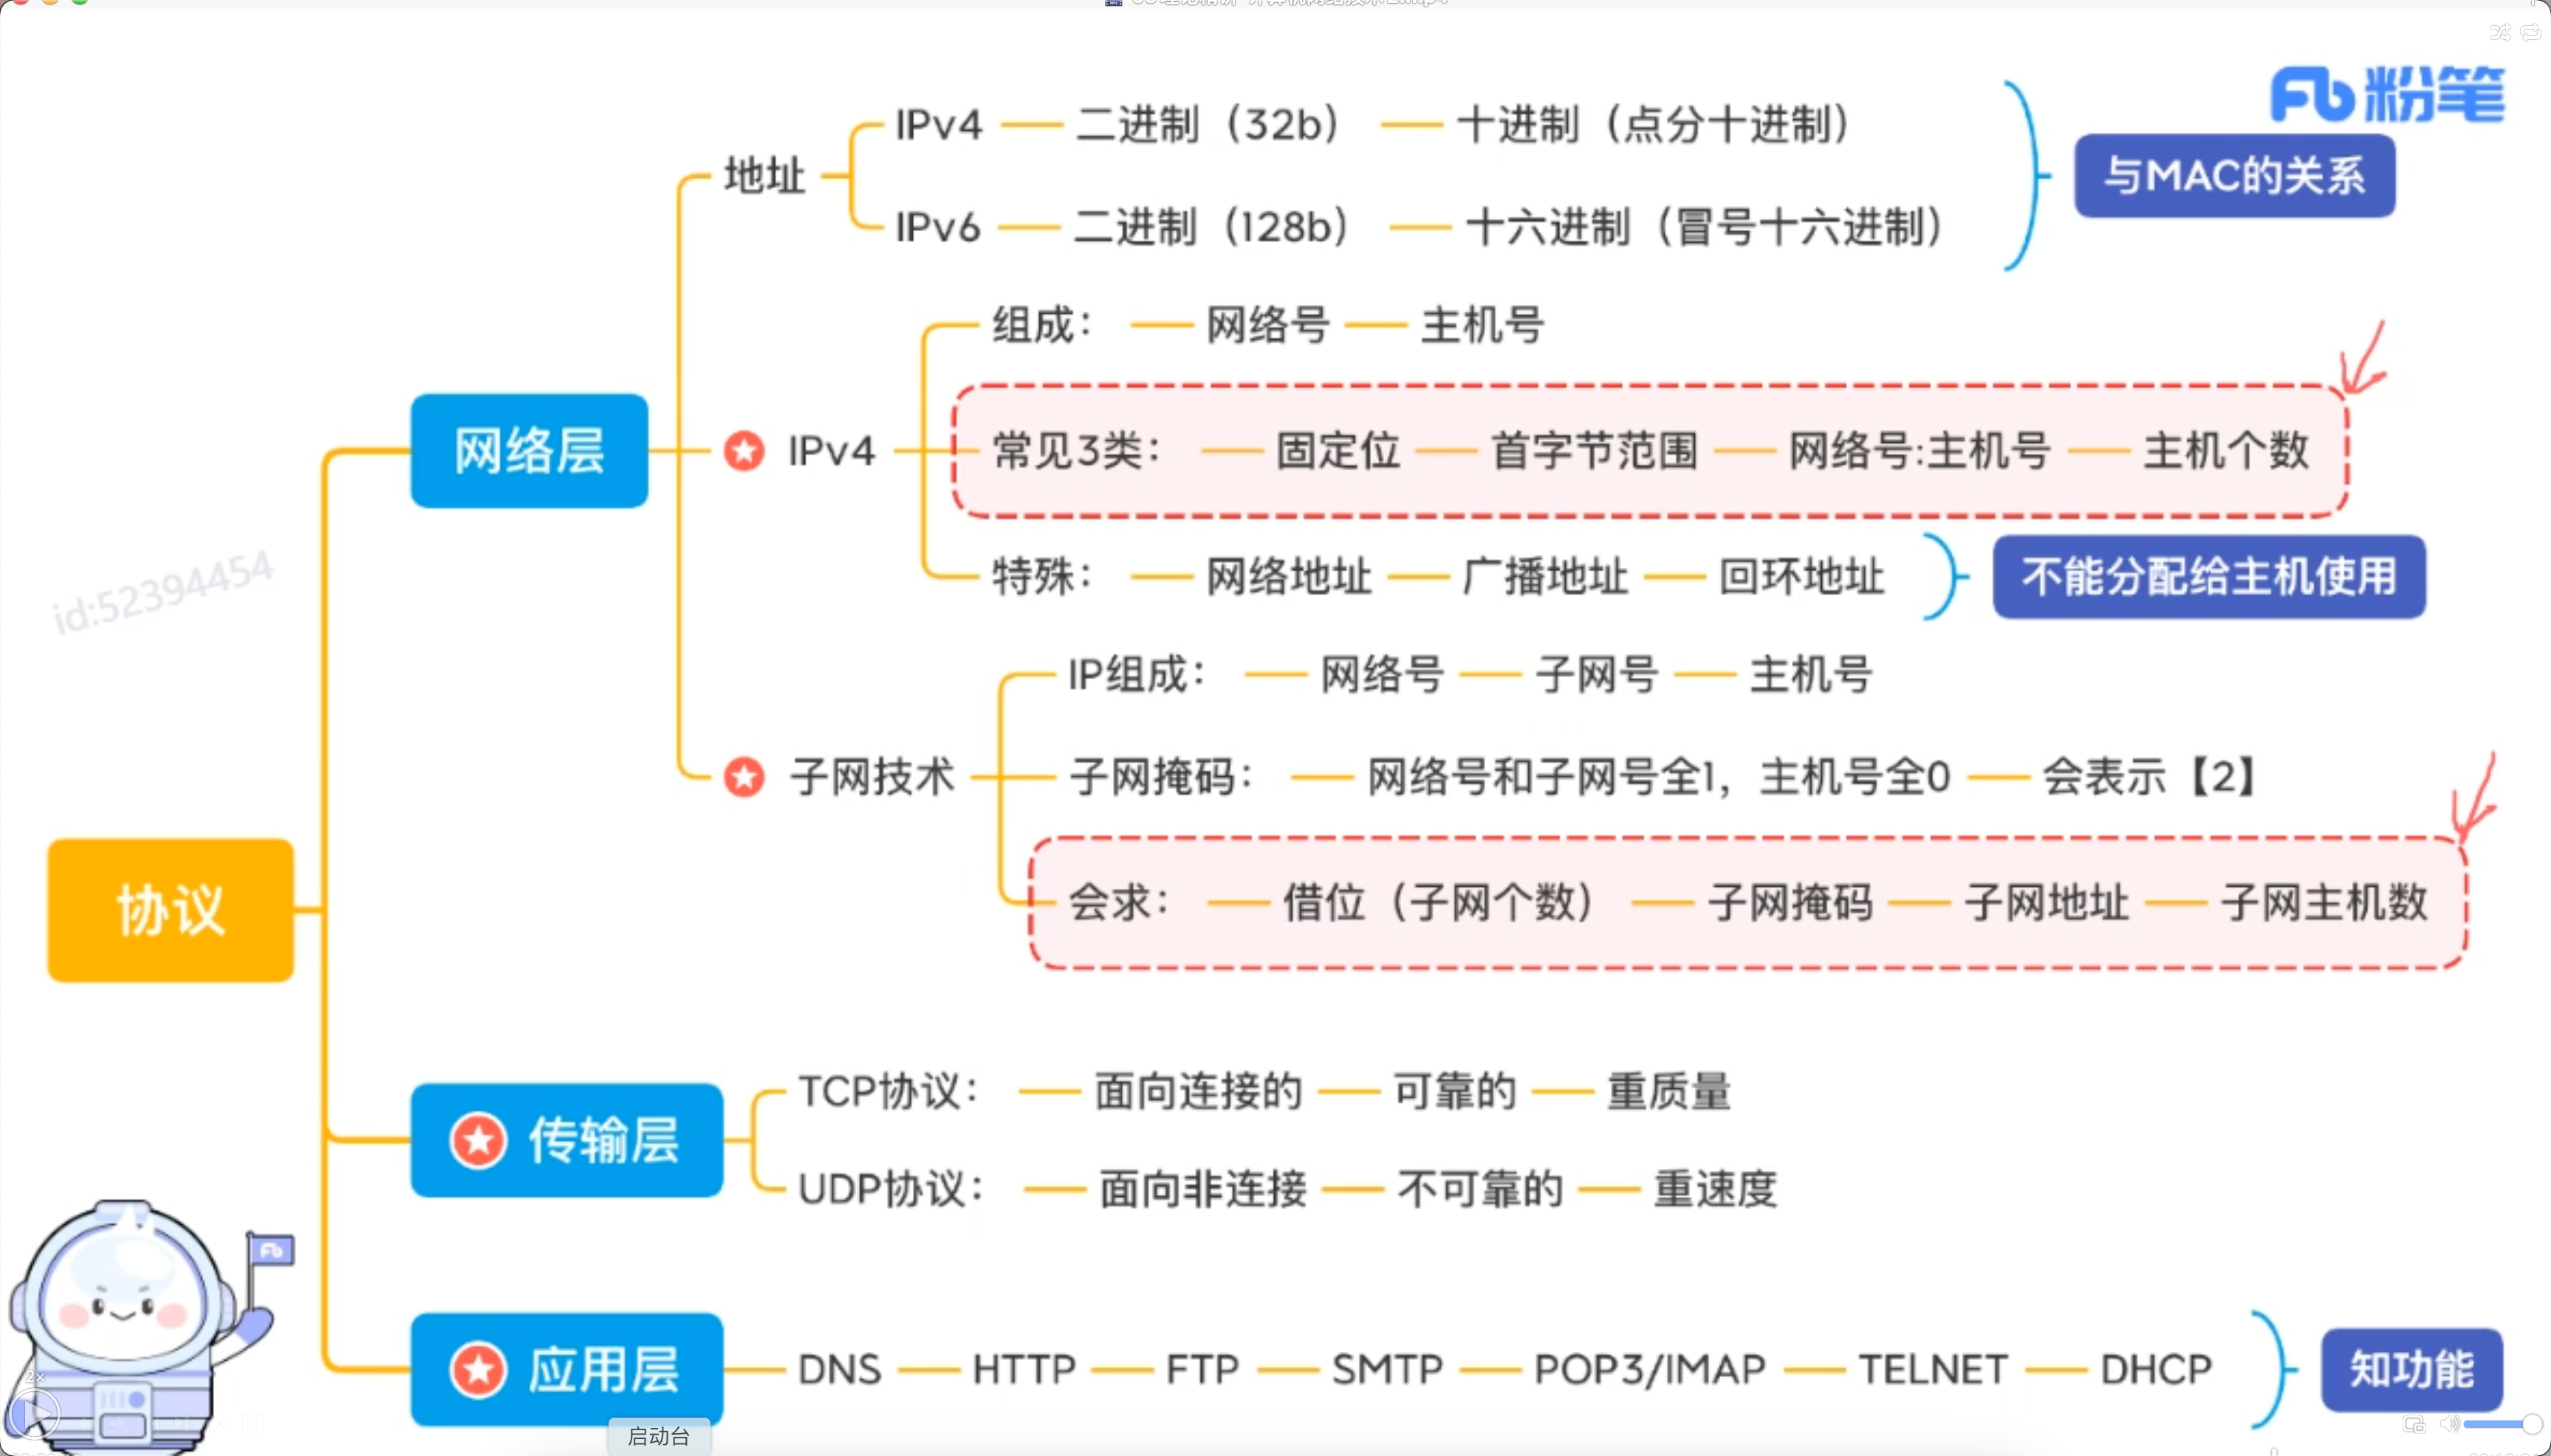 Fb粉笔
地址
IPv4 二进制（32b） 十进制（点分十进制）
IPv6 二进制（128b） 十六进制（冒号十六进制）
与MAC的关系
网络层
IPv4
组成： 网络号 主机号
常见3类： 固定位 首字节范围 网络号:主机号 主机个数
特殊： 网络地址 广播地址 回环地址
不能分配给主机使用
id:52394454
子网技术
IP组成： 网络号 子网号 主机号
子网掩码： 网络号和子网号全1，主机号全0 会表示【2】
会求： 借位（子网个数） 子网掩码 子网地址 子网主机数
协议
传输层
TCP协议： 面向连接的 可靠的 重质量
UDP协议： 面向非连接 不可靠的 重速度
Fb
应用层
DNS HTTP FTP SMTP POP3/IMAP TELNET DHCP
知功能
2×
启动台